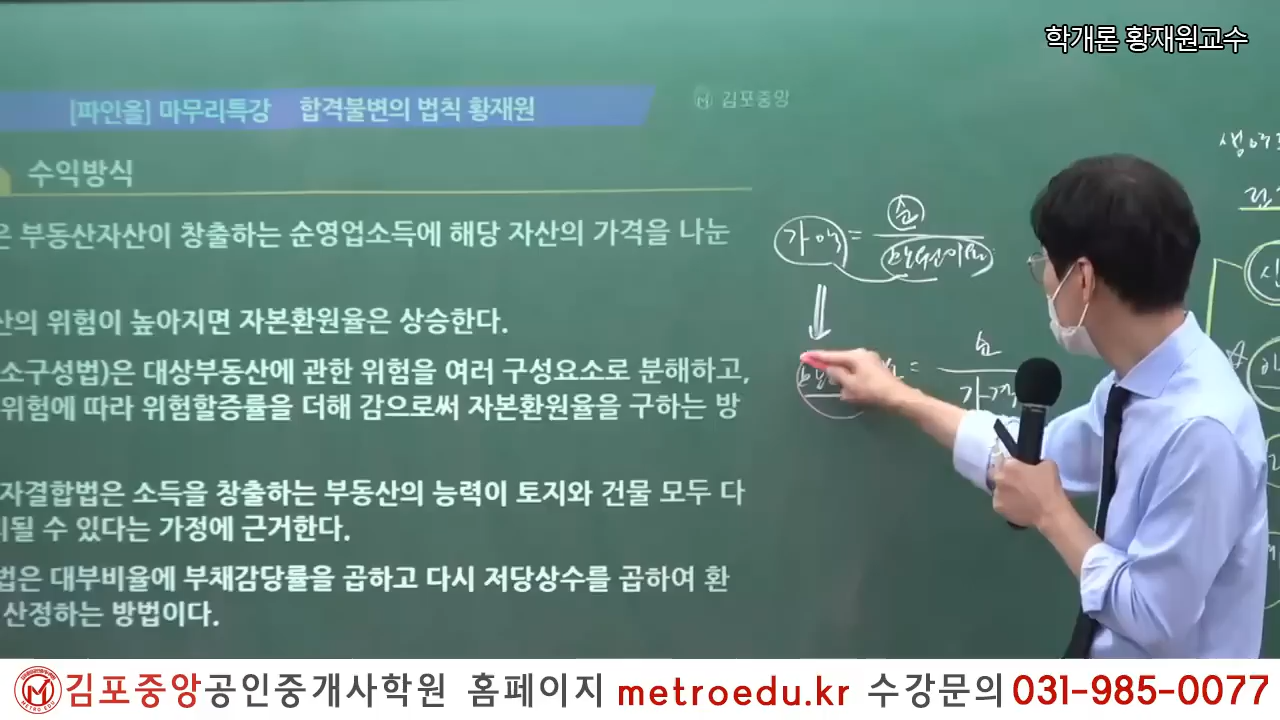 학개론 황재원교수
[파인올] 마무리특강 합격불변의 법칙 황재원
김포중앙
수익방식
은 부동산자산이 창출하는 순영업소득에 해당 자산의 가격을 나눈
산의 위험이 높아지면 자본환원율은 상승한다.
소구성법)은 대상부동산에 관한 위험을 여러 구성요소로 분해하고,
위험에 따라 위험할증률을 더해 감으로써 자본환원율을 구하는 방
자결합법은 소득을 창출하는 부동산의 능력이 토지와 건물 모두 다
될 수 있다는 가정에 근거한다.
법은 대부비율에 부채감당률을 곱하고 다시 저당상수를 곱하여 환
산정하는 방법이다.
가액 = 순
=
순
가격
김포중앙공인중개사학원 홈페이지 metroedu.kr 수강문의 031-985-0077
METRO EDU